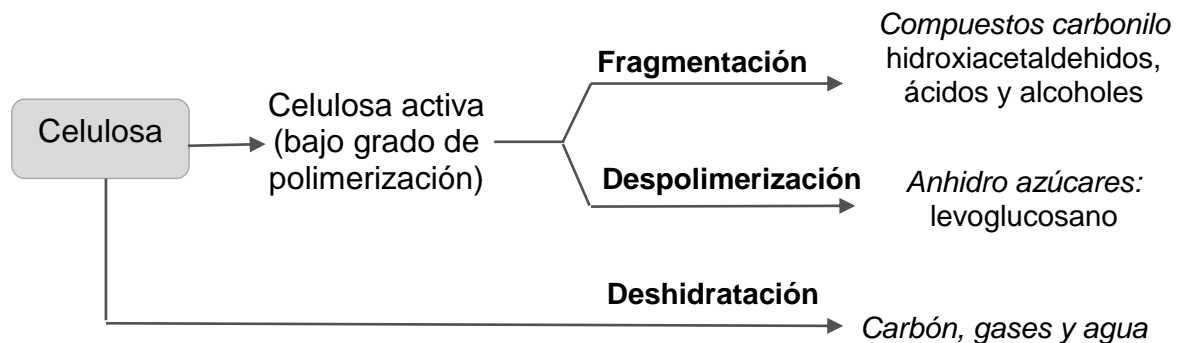 Celulosa
Celulosa activa
(bajo grado de
polimerización)
Fragmentación
Compuestos carbonilo
hidroxiacetaldehidos,
ácidos y alcoholes
Despolimerización
Anhidro azúcares:
levoglucosano
Deshidratación
Carbón, gases y agua